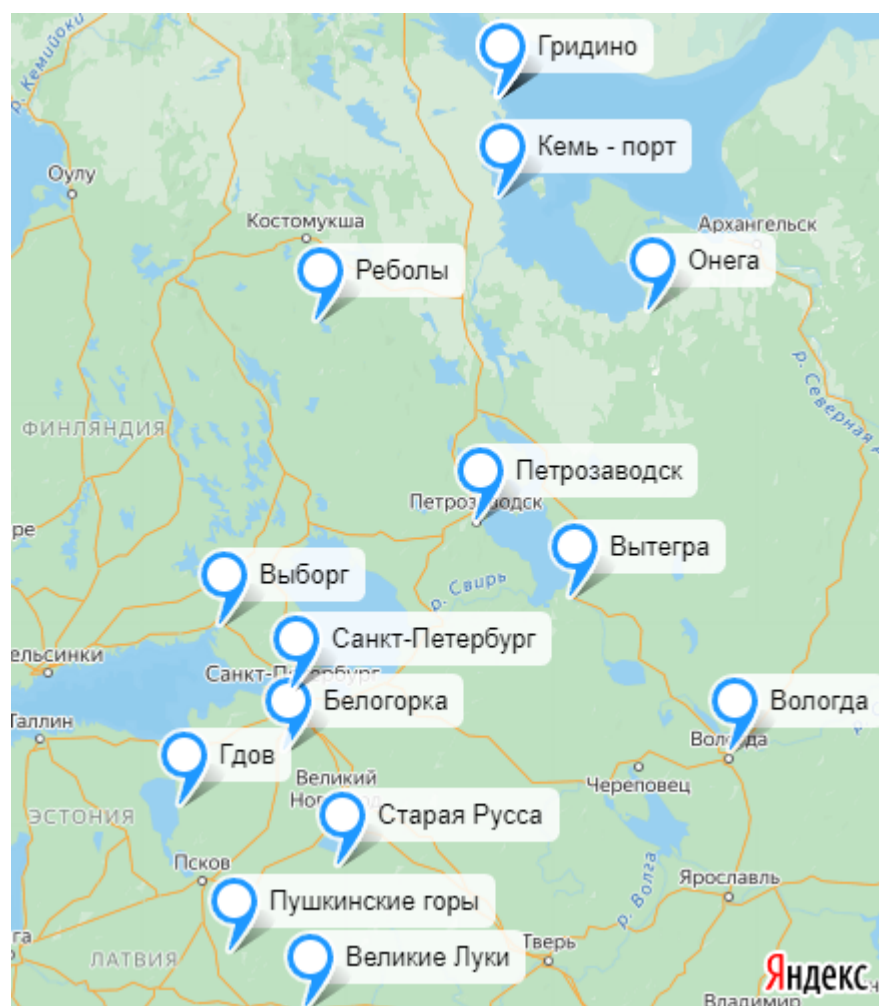 Гридино
р. Кемийоки
Кемь - порт
Оулу
Костомукша
Архангельск
Реболы
Онега
р. Северная
ФИНЛЯНДИЯ
Петрозаводск
Петрозаводск
ре
Вытегра
Выборг
р. Свирь
Санкт-Петербург
ельсинки
Санкт-Петербург
Белогорка
Вологда
Таллин
Вологда
Гдов
Великий
Новгород
Череповец
ЭСТОНИЯ
Старая Русса
Псков
р. Волга
Ярославль
Пушкинские горы
га
ЛАТВИЯ
Великие Луки
Тверь
Яндекс
Владимир